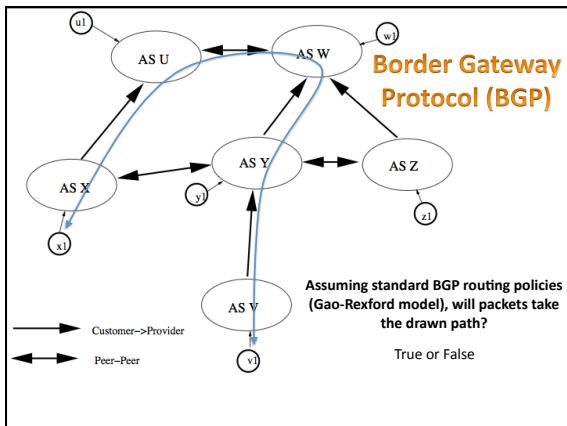 u1
w1
AS U
AS W
Border Gateway
Protocol (BGP)
AS X
AS Y
AS Z
y1
x1
z1
Assuming standard BGP routing policies
(Gao-Rexford model), will packets take
the drawn path?
AS V
True or False
Customer->Provider
Peer-Peer
v1